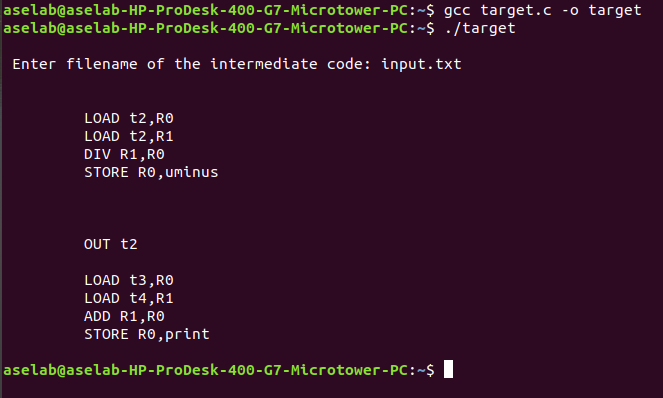 aselab@aselab-HP-ProDesk-400-G7-Microtower-PC:~$ gcc target.c -o target
aselab@aselab-HP-ProDesk-400-G7-Microtower-PC:~$ ./target
Enter filename of the intermediate code: input.txt
LOAD t2,R0
LOAD t2,R1
DIV R1,R0
STORE R0,uminus
OUT t2
LOAD t3,R0
LOAD t4,R1
ADD R1,R0
STORE R0,print
aselab@aselab-HP-ProDesk-400-G7-Microtower-PC:~$